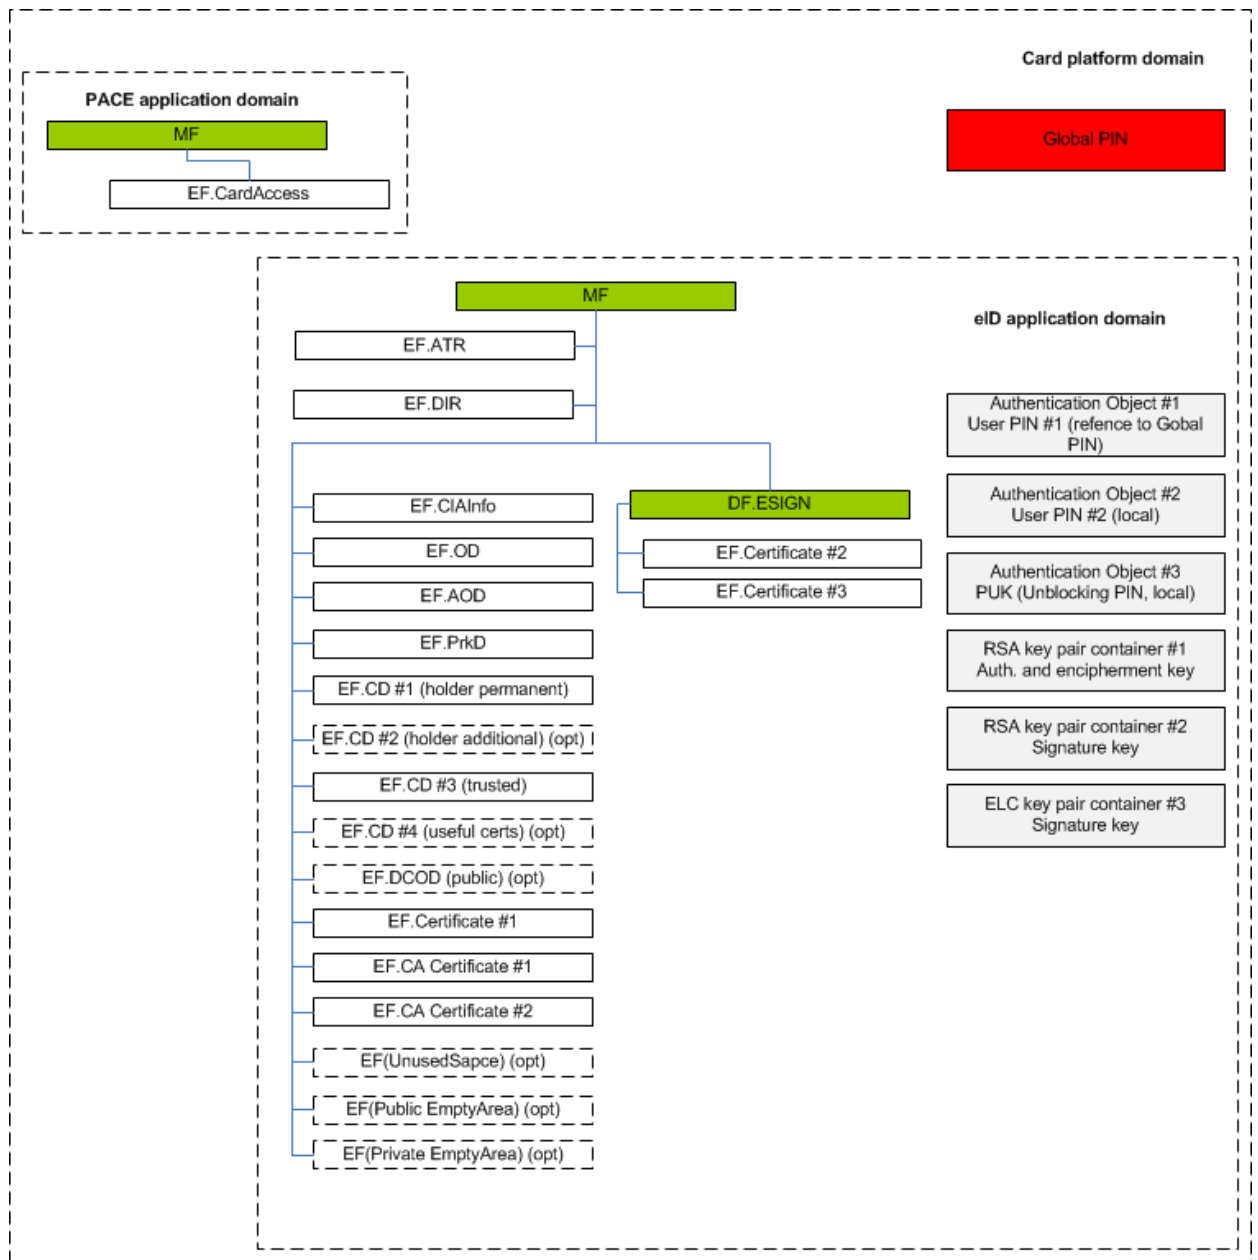 Card platform domain
PACE application domain
MF
EF.CardAccess
Global PIN
MF
eID application domain
EF.ATR
EF.DIR
EF.CIAInfo
EF.OD
EF.AOD
EF.PrkD
EF.CD #1 (holder permanent)
EF.CD #2 (holder additional) (opt)
EF.CD #3 (trusted)
EF.CD #4 (useful certs) (opt)
EF.DCOD (public) (opt)
EF.Certificate #1
EF.CA Certificate #1
EF.CA Certificate #2
EF(UnusedSapce) (opt)
EF(Public EmptyArea) (opt)
EF(Private EmptyArea) (opt)
DF.ESIGN
EF.Certificate #2
EF.Certificate #3
Authentication Object #1
User PIN #1 (refence to Gobal
PIN)
Authentication Object #2
User PIN #2 (local)
Authentication Object #3
PUK (Unblocking PIN, local)
RSA key pair container #1
Auth. and encipherment key
RSA key pair container #2
Signature key
ELC key pair container #3
Signature key